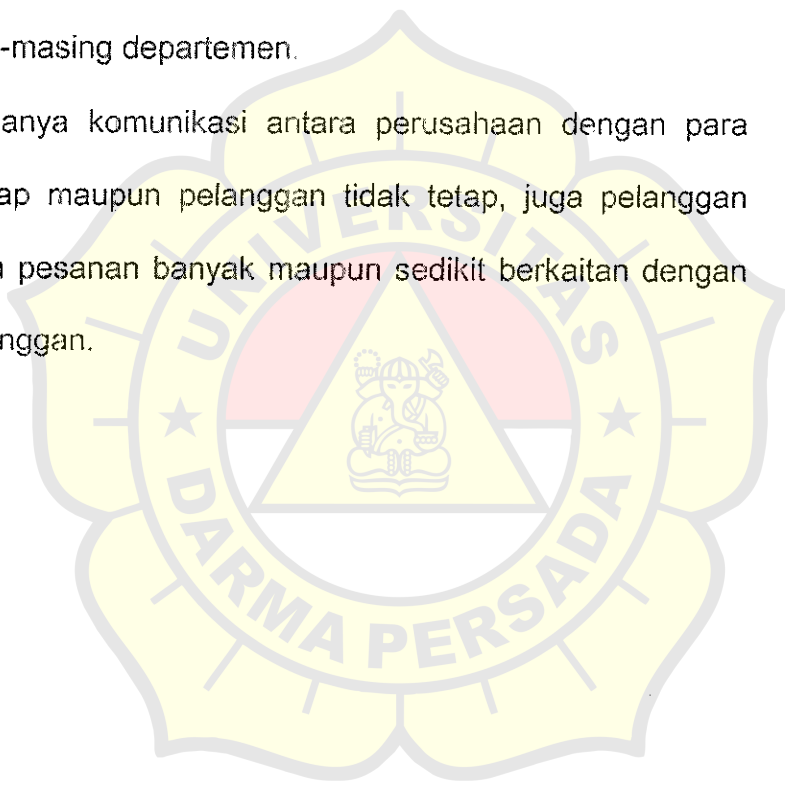 -masing departemen.
anya komunikasi antara perusahaan dengan para
ap maupun pelanggan tidak tetap, juga pelanggan
pesanan banyak maupun sedikit berkaitan dengan
nggan.
UNIVERSITAS
DARMA PERSADA